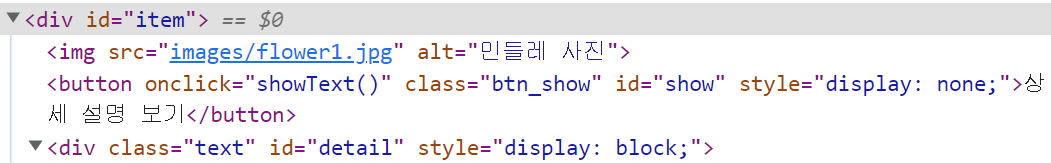 ▼<div id="item"> == $0
<img src="images/flower1.jpg" alt="민들레 사진">
<button onclick="showText()" class="btn_show" id="show" style="display: none;">상
세 설명 보기</button>
▼<div class="text" id="detail" style="display: block;">